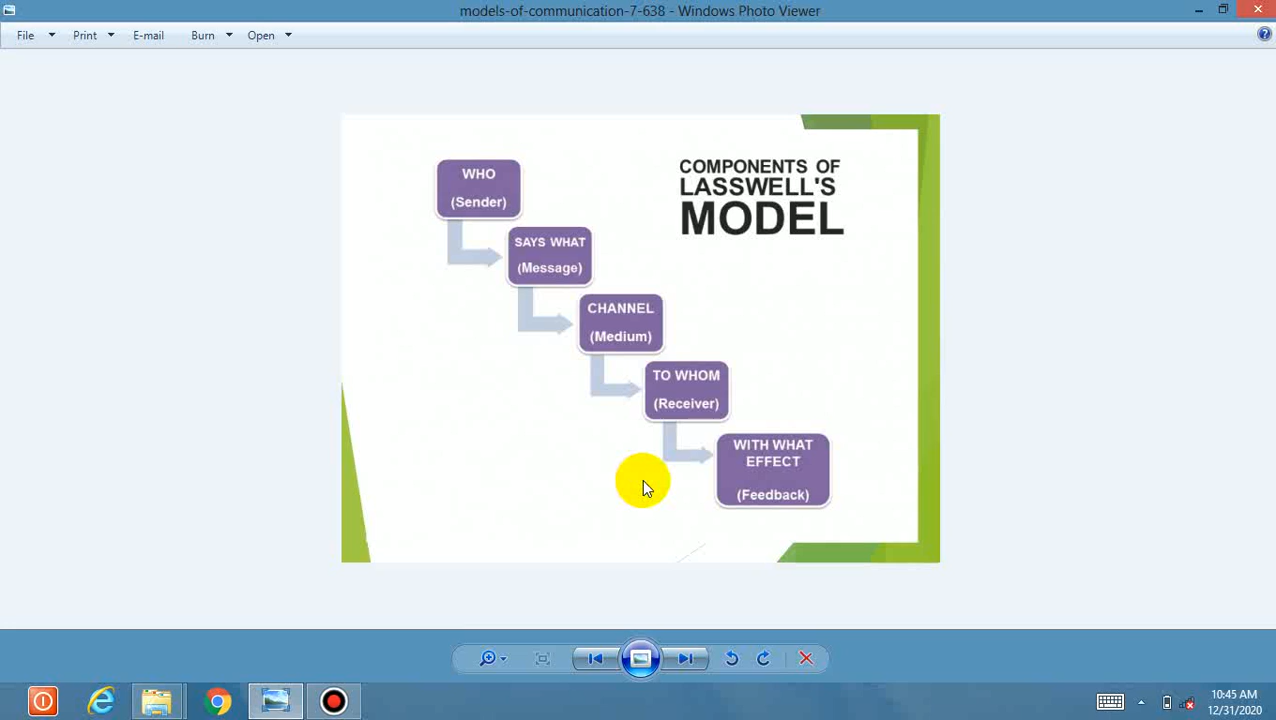 models-of-communication-7-638 - Windows Photo Viewer
File Print E-mail Burn Open
COMPONENTS OF
LASSWELL'S
MODEL
WHO
(Sender)
SAYS WHAT
(Message)
CHANNEL
(Medium)
TO WHOM
(Receiver)
WITH WHAT
EFFECT
(Feedback)
10:45 AM
12/31/2020